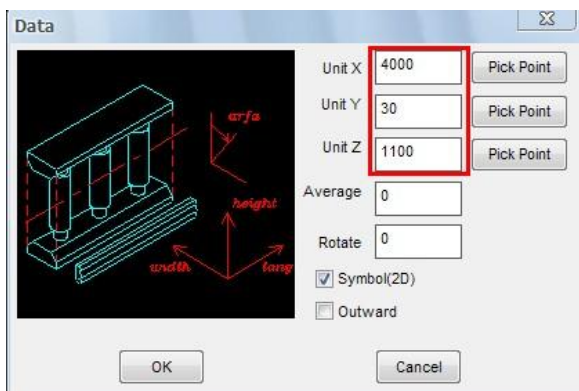 Data
Unit X 4000 Pick Point
Unit Y 30 Pick Point
Unit Z 1100 Pick Point
Average 0
Rotate 0
Symbol(2D)
Outward
arfa
height
width
long
OK Cancel